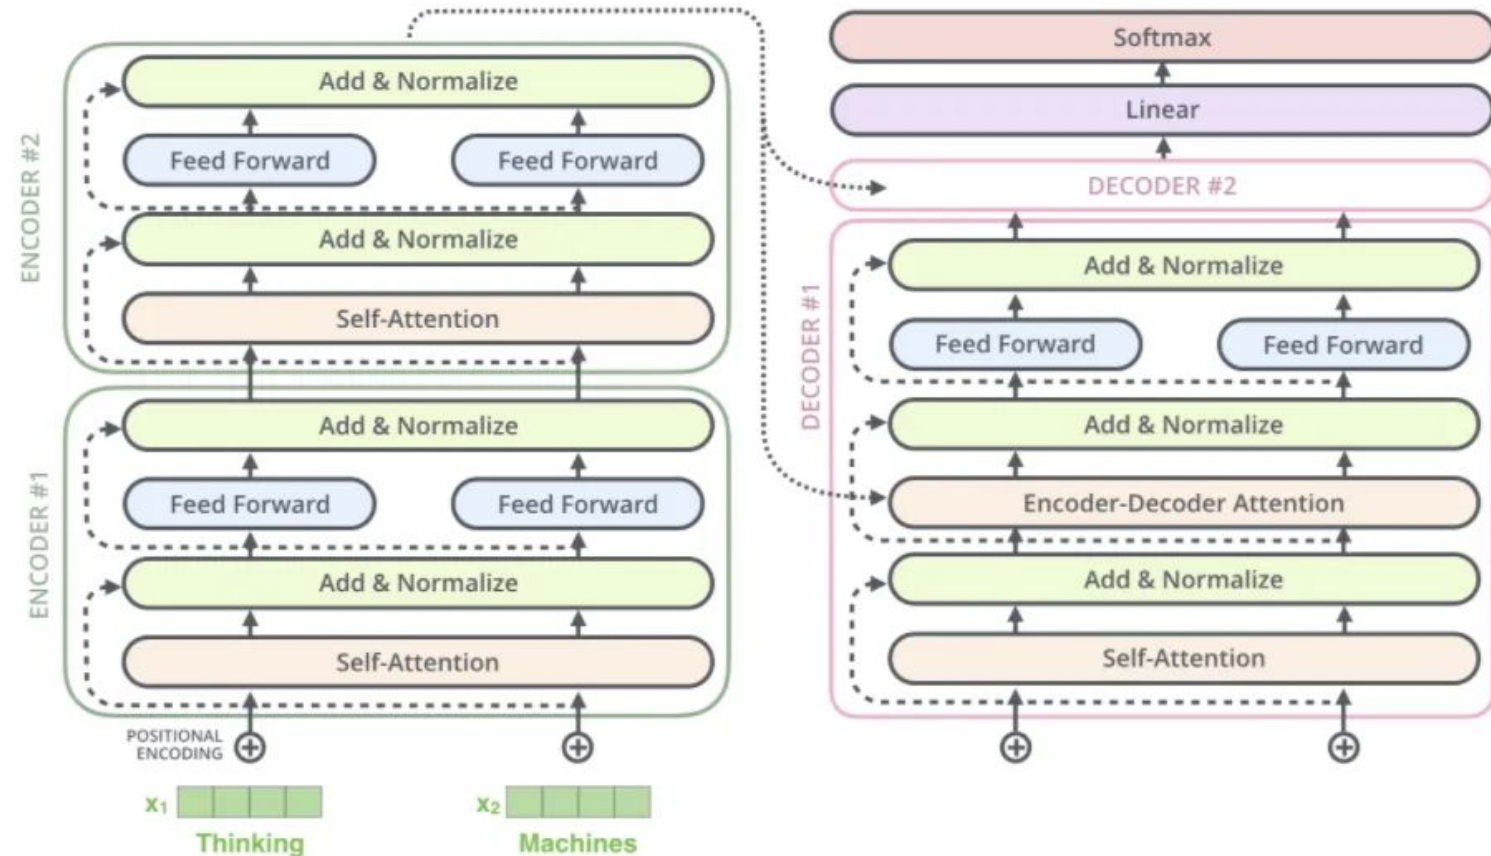 ENCODER #2
Add & Normalize
Feed Forward
Feed Forward
Add & Normalize
Self-Attention
ENCODER #1
Add & Normalize
Feed Forward
Feed Forward
Add & Normalize
Self-Attention
POSITIONAL
ENCODING
x₁
x₂
Thinking
Machines
Softmax
Linear
DECODER #2
DECODER #1
Add & Normalize
Feed Forward
Feed Forward
Add & Normalize
Encoder-Decoder Attention
Add & Normalize
Self-Attention